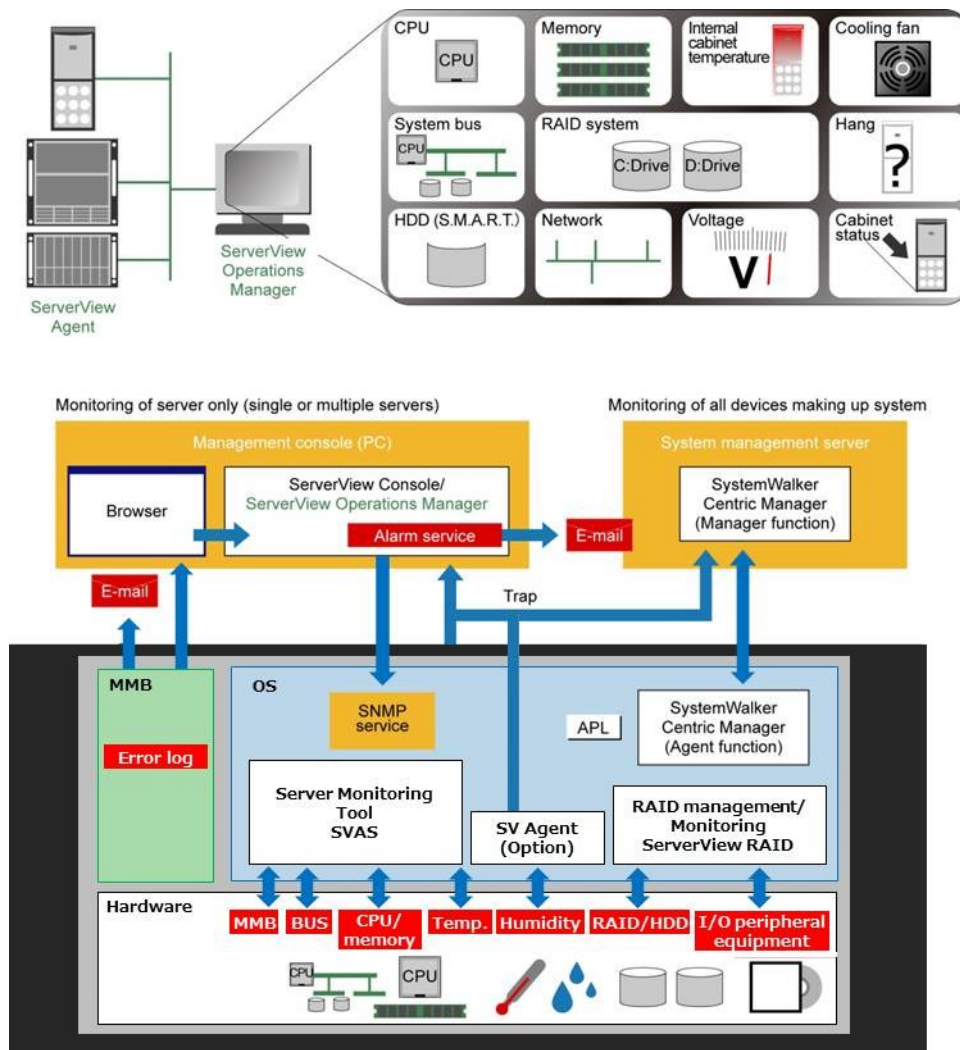 CPU
CPU
Memory
Internal
cabinet
temperature
Cooling fan
System bus
CPU
RAID system
C:Drive
D:Drive
Hang
?
HDD (S.M.A.R.T.)
Network
Voltage
V
Cabinet
status
ServerView
Operations
Manager
ServerView
Agent
Monitoring of server only (single or multiple servers)
Monitoring of all devices making up system
Management console (PC)
System management server
Browser
ServerView Console/
ServerView Operations Manager
Alarm service
E-mail
SystemWalker
Centric Manager
(Manager function)
E-mail
Trap
MMB
Error log
OS
SNMP
service
APL
SystemWalker
Centric Manager
(Agent function)
Server Monitoring
Tool
SVAS
SV Agent
(Option)
RAID management/
Monitoring
ServerView RAID
Hardware
MMB
BUS
CPU/
memory
Temp.
Humidity
RAID/HDD
I/O peripheral
equipment
CPU
CPU